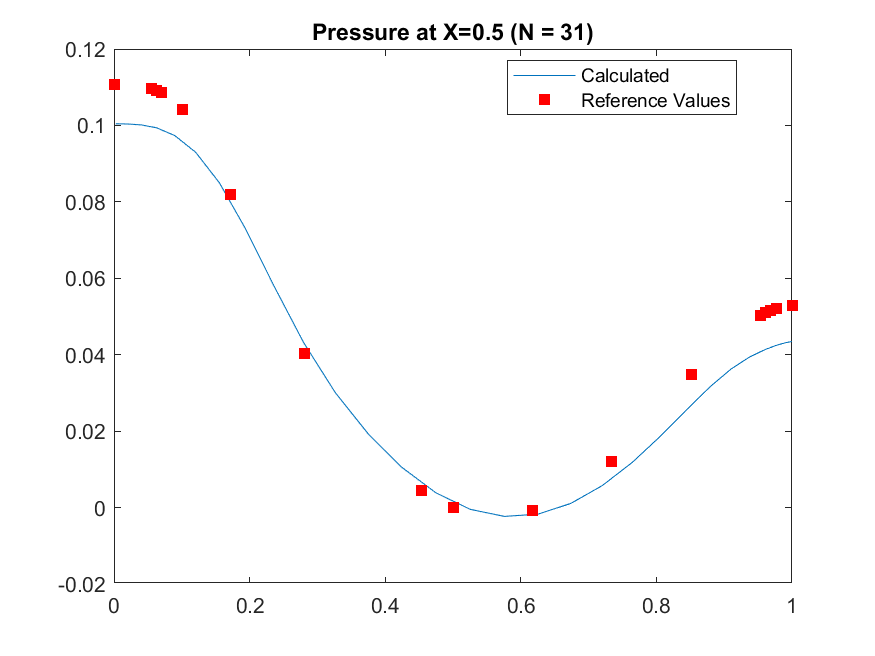 Pressure at X=0.5 (N = 31)
0.12
Calculated
Reference Values
0.1
0.08
0.06
0.04
0.02
0
-0.02
0 0.2 0.4 0.6 0.8 1